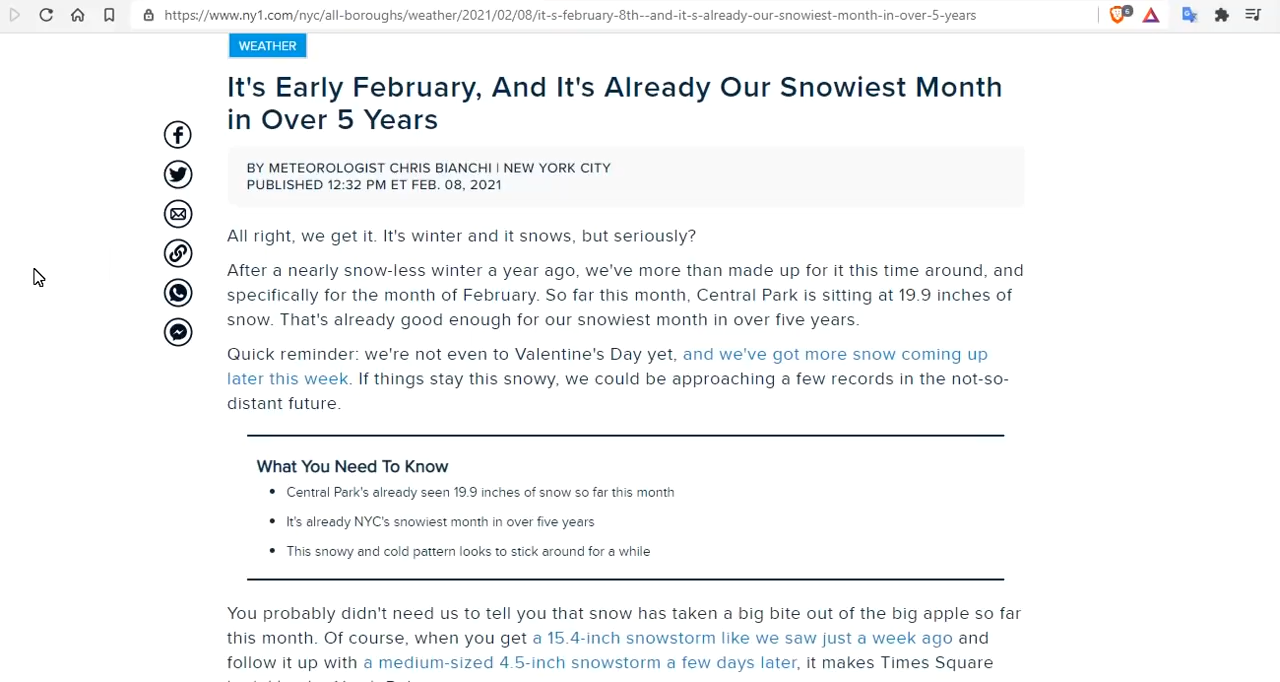 https://www.ny1.com/nyc/all-boroughs/weather/2021/02/08/it-s-february-8th--and-it-s-already-our-snowiest-month-in-over-5-years
6
WEATHER
It's Early February, And It's Already Our Snowiest Month
in Over 5 Years
BY METEOROLOGIST CHRIS BIANCHI | NEW YORK CITY
PUBLISHED 12:32 PM ET FEB. 08, 2021
All right, we get it. It's winter and it snows, but seriously?
After a nearly snow-less winter a year ago, we've more than made up for it this time around, and
specifically for the month of February. So far this month, Central Park is sitting at 19.9 inches of
snow. That's already good enough for our snowiest month in over five years.
Quick reminder: we're not even to Valentine's Day yet, and we've got more snow coming up
later this week. If things stay this snowy, we could be approaching a few records in the not-so-
distant future.
What You Need To Know
• Central Park's already seen 19.9 inches of snow so far this month
• It's already NYC's snowiest month in over five years
• This snowy and cold pattern looks to stick around for a while
You probably didn't need us to tell you that snow has taken a big bite out of the big apple so far
this month. Of course, when you get a 15.4-inch snowstorm like we saw just a week ago and
follow it up with a medium-sized 4.5-inch snowstorm a few days later, it makes Times Square